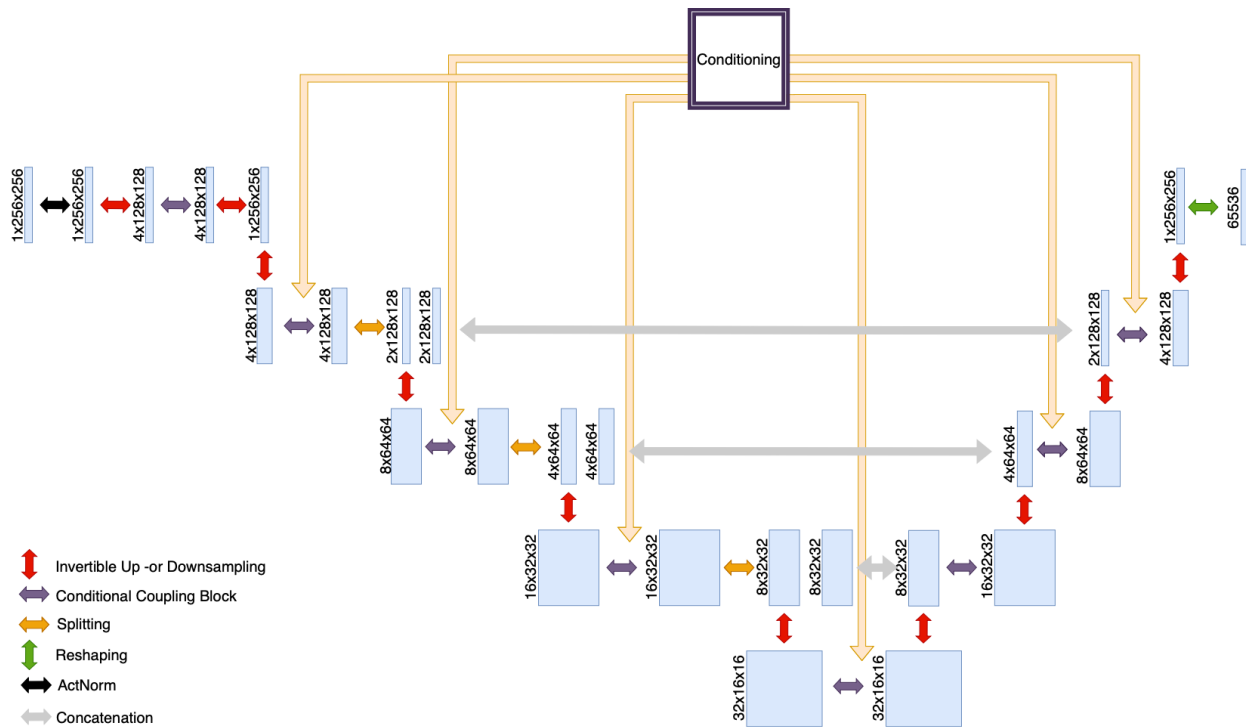 Conditioning
1x256x256
1x256x256
4x128x128
4x128x128
1x256x256
1x256x256
65536
4x128x128
4x128x128
2x128x128
2x128x128
2x128x128
4x128x128
8x64x64
8x64x64
4x64x64
4x64x64
4x64x64
8x64x64
16x32x32
16x32x32
8x32x32
8x32x32
8x32x32
16x32x32
32x16x16
32x16x16
Invertible Up -or Downsampling
Conditional Coupling Block
Splitting
Reshaping
ActNorm
Concatenation